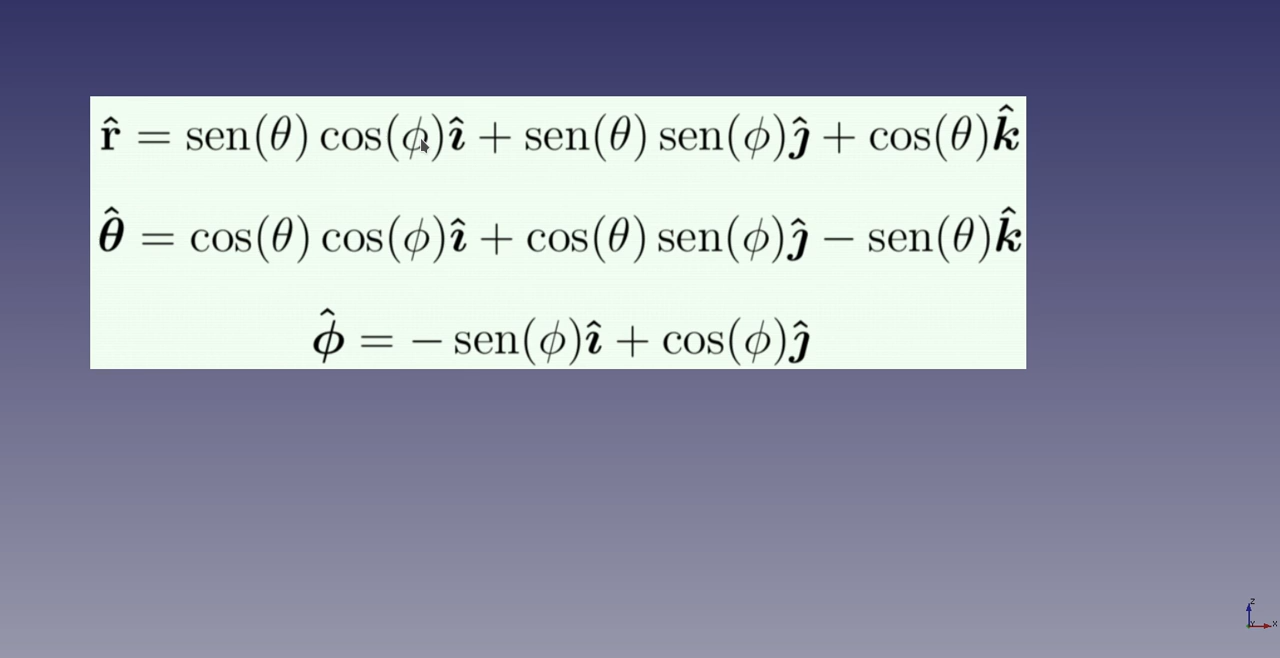 r̂ = sen(θ) cos(ϕ)î + sen(θ) sen(ϕ)ĵ + cos(θ)k̂
θ̂ = cos(θ) cos(ϕ)î + cos(θ) sen(ϕ)ĵ − sen(θ)k̂
ϕ̂ = − sen(ϕ)î + cos(ϕ)ĵ
Z
Y X